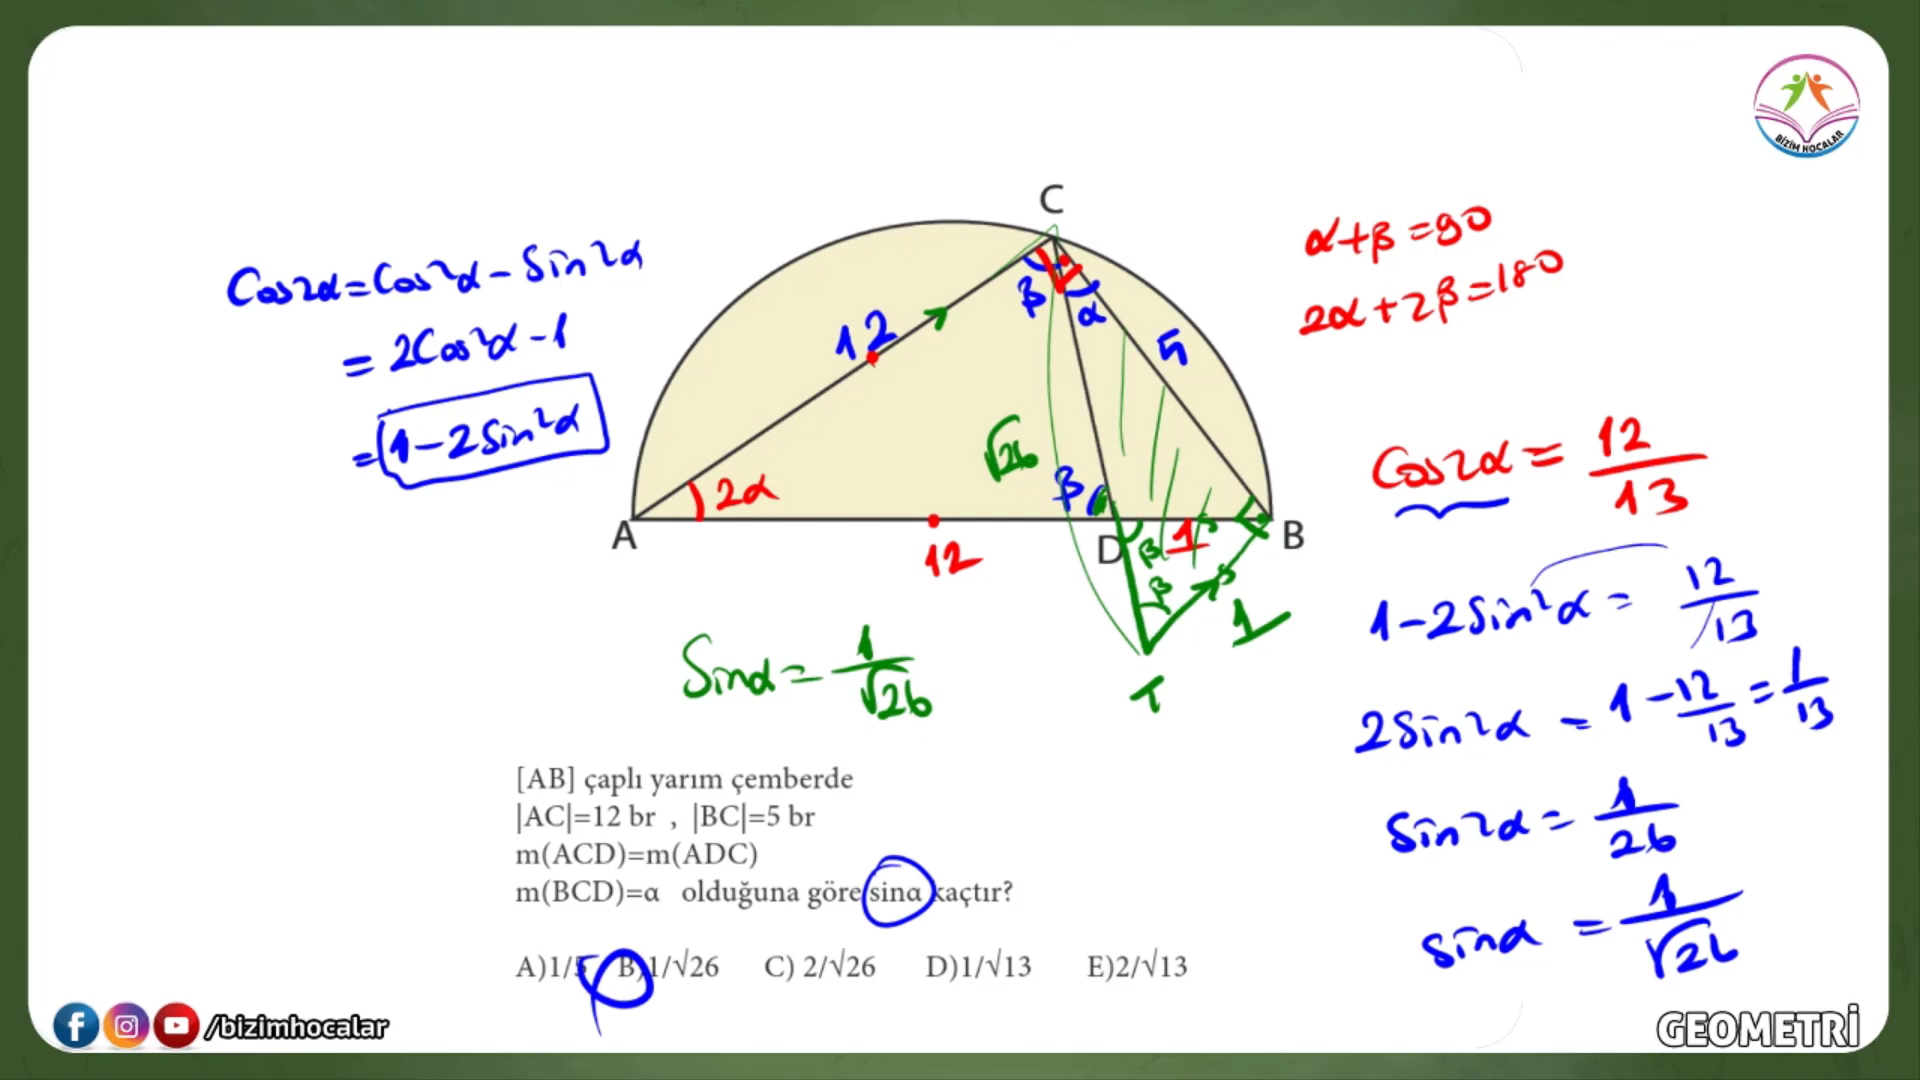 BİZİM HOCALAR
C
α+β=90
2α+2β=180
Cos2α=Cos²α-Sin²α
= 2Cos²α-1
= 1-2Sin²α
12
β
α
5
√26
2α
β
A
12
D
β
1
B
β
1
T
Cos2α = 12/13
1-2Sin²α = 12/13
2Sin²α = 1-12/13=1/13
Sin²α = 1/26
Sinα = 1/√26
Sinα = 1/√26
[AB] çaplı yarım çemberde
|AC|=12 br , |BC|=5 br
m(ACD)=m(ADC)
m(BCD)=α olduğuna göre sinα kaçtır?
A)1/5 B)1/√26 C) 2/√26 D)1/√13 E)2/√13
/bizimhocalar
GEOMETRİ